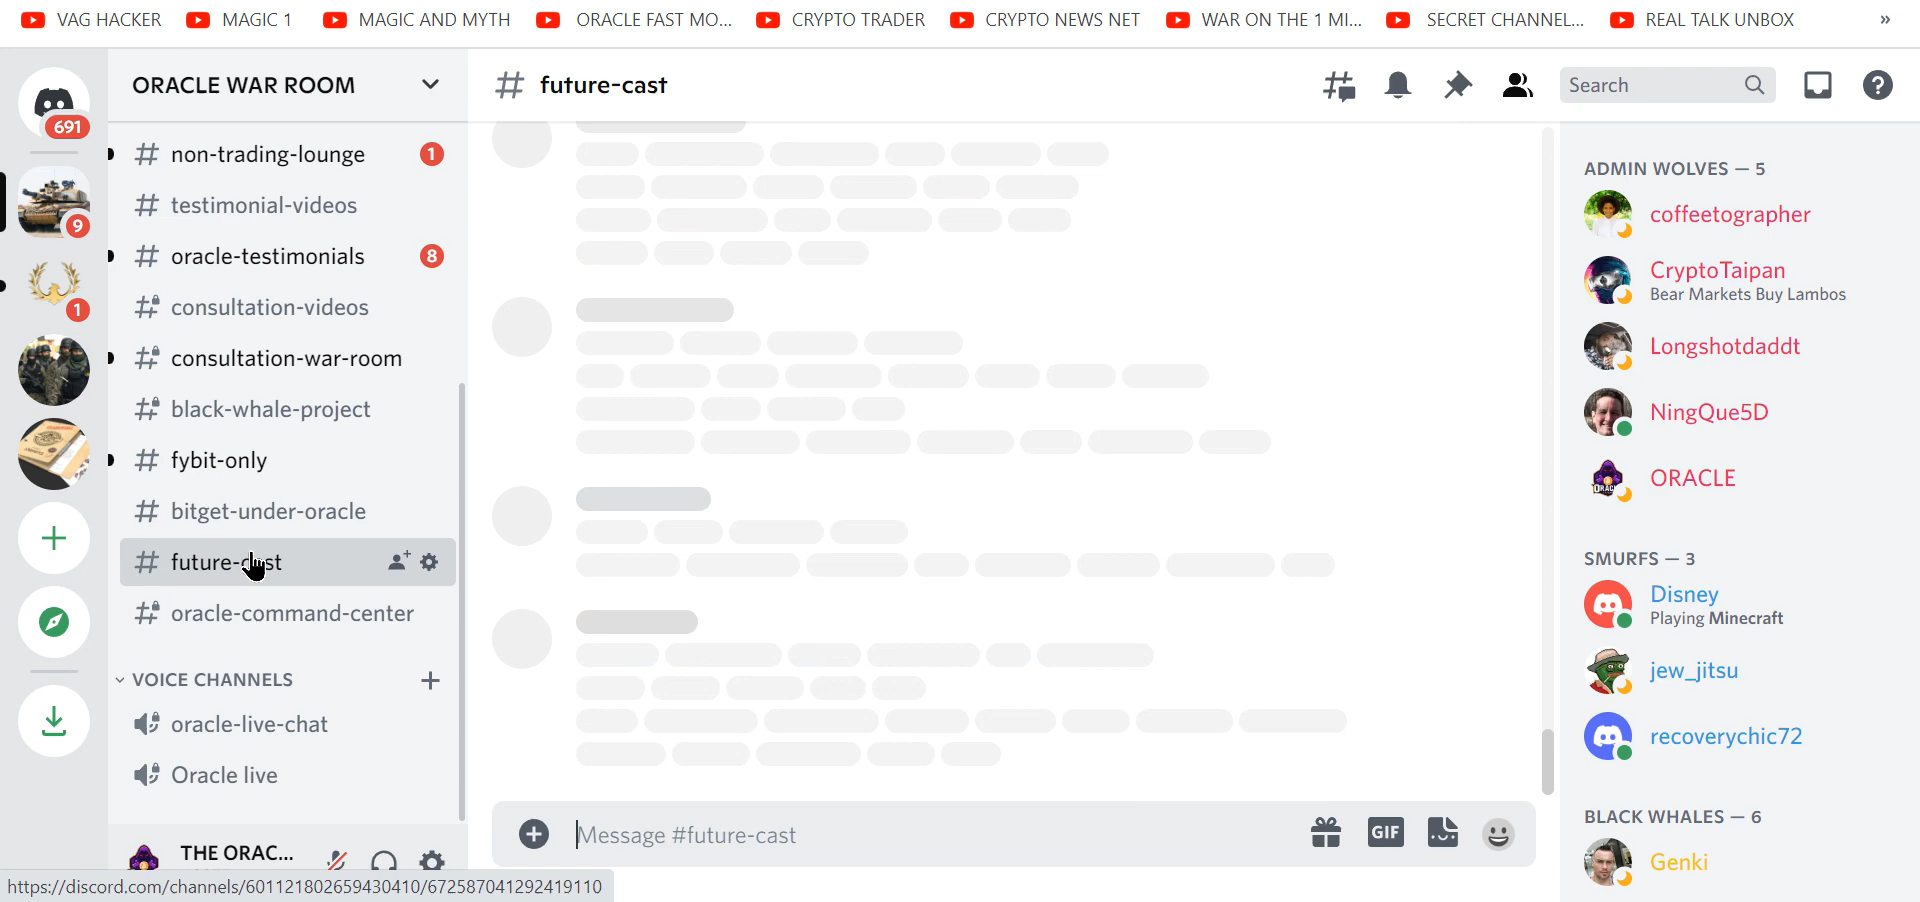 VAG HACKER MAGIC 1 MAGIC AND MYTH ORACLE FAST MO... CRYPTO TRADER CRYPTO NEWS NET WAR ON THE 1 MI... SECRET CHANNEL... REAL TALK UNBOX »
691
9
1
ORACLE WAR ROOM
# non-trading-lounge 1
# testimonial-videos
# oracle-testimonials 8
# consultation-videos
# consultation-war-room
# black-whale-project
# fybit-only
# bitget-under-oracle
# future-cast
# oracle-command-center
VOICE CHANNELS +
oracle-live-chat
Oracle live
THE ORAC...
https://discord.com/channels/601121802659430410/672587041292419110
# future-cast
Search
Message #future-cast
GIF
ADMIN WOLVES — 5
coffeetographer
CryptoTaipan
Bear Markets Buy Lambos
Longshotdaddt
NingQue5D
ORACLE
SMURFS — 3
Disney
Playing Minecraft
jew_jitsu
recoverychic72
BLACK WHALES — 6
Genki